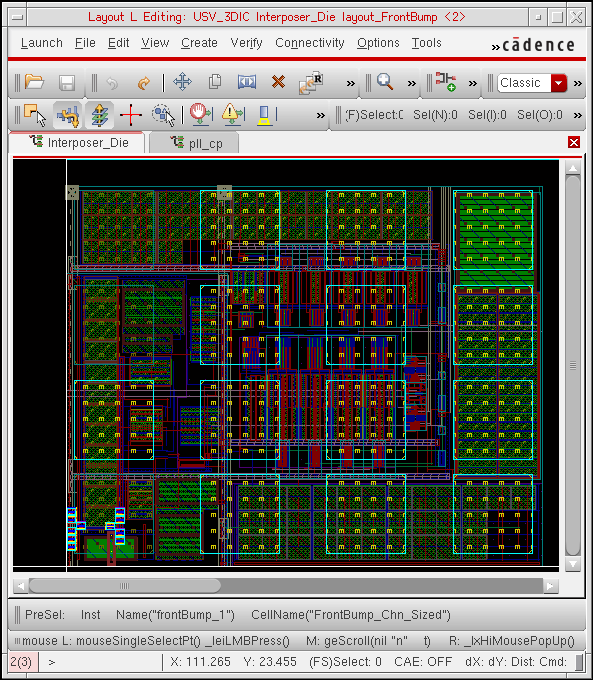 Layout L Editing: USV_3DIC Interposer_Die layout_FrontBump <2>
Launch File Edit View Create Verify Connectivity Options Tools » cādence
R » » » Classic »
» (F)Select:0 Sel(N):0 Sel(I):0 Sel(O):0 »
Interposer_Die pll_cp
PreSel: Inst Name("frontBump_1") CellName("FrontBump_Chn_Sized")
mouse L: mouseSingleSelectPt() _leiLMBPress() M: geScroll(nil "n" t) R: _lxHiMousePopUp()
2(3) > X: 111.265 Y: 23.455 (FS)Select: 0 CAE: OFF dX: dY: Dist: Cmd: